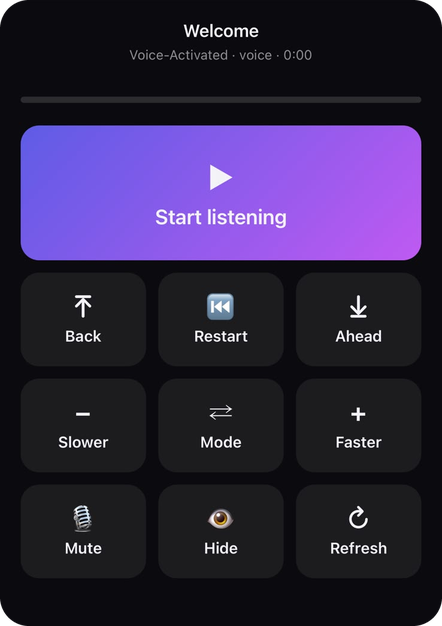 Welcome
Voice-Activated · voice · 0:00
Start listening
Back
Restart
Ahead
Slower
Mode
Faster
Mute
Hide
Refresh